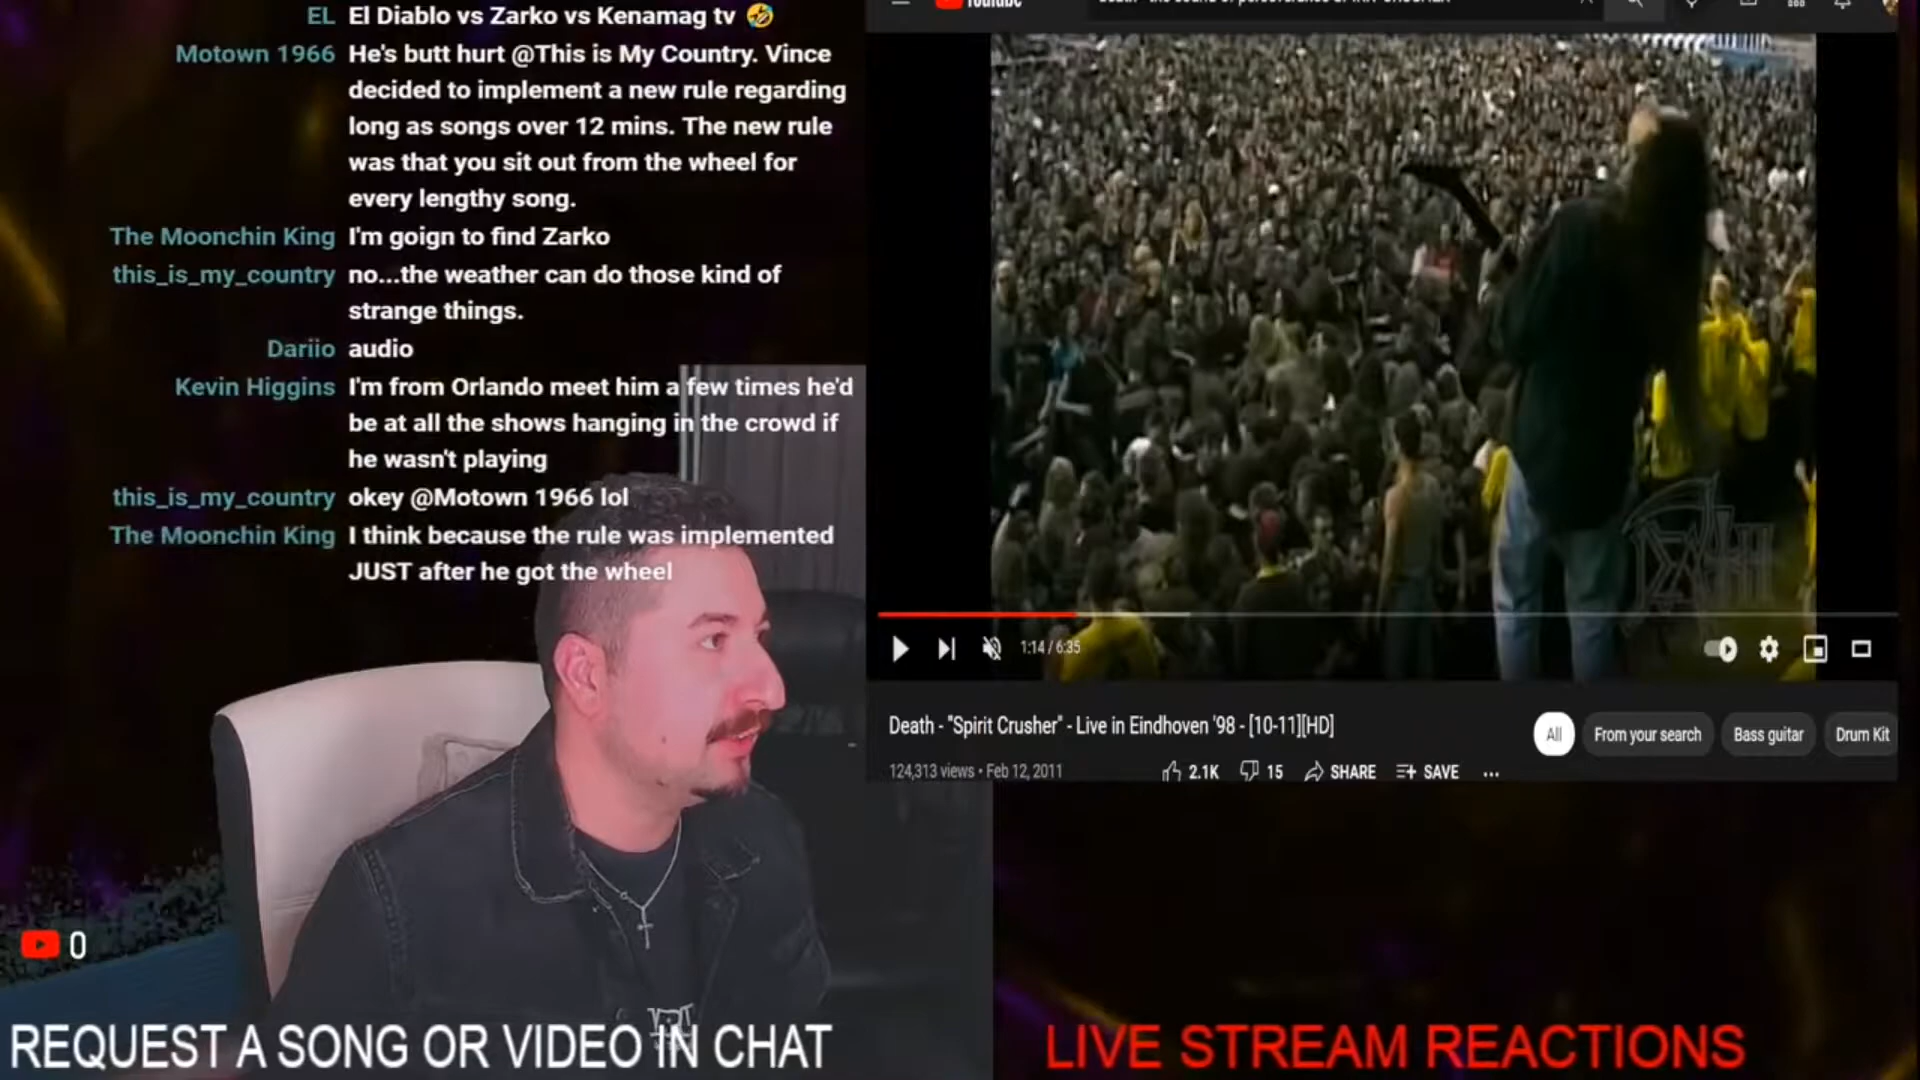 EL El Diablo vs Zarko vs Kenamag tv 🤣
Motown 1966 He's butt hurt @This is My Country. Vince
decided to implement a new rule regarding
long as songs over 12 mins. The new rule
was that you sit out from the wheel for
every lengthy song.
The Moonchin King I'm goign to find Zarko
this_is_my_country no...the weather can do those kind of
strange things.
Dariio audio
Kevin Higgins I'm from Orlando meet him a few times he'd
be at all the shows hanging in the crowd if
he wasn't playing
this_is_my_country okey @Motown 1966 lol
The Moonchin King I think because the rule was implemented
JUST after he got the wheel
YouTube
DEATH
1:14 / 6:35
Death - "Spirit Crusher" - Live in Eindhoven '98 - [10-11][HD]
All
From your search
Bass guitar
Drum Kit
124,313 views • Feb 12, 2011
2.1K
15
SHARE
SAVE
0
REQUEST A SONG OR VIDEO IN CHAT
LIVE STREAM REACTIONS